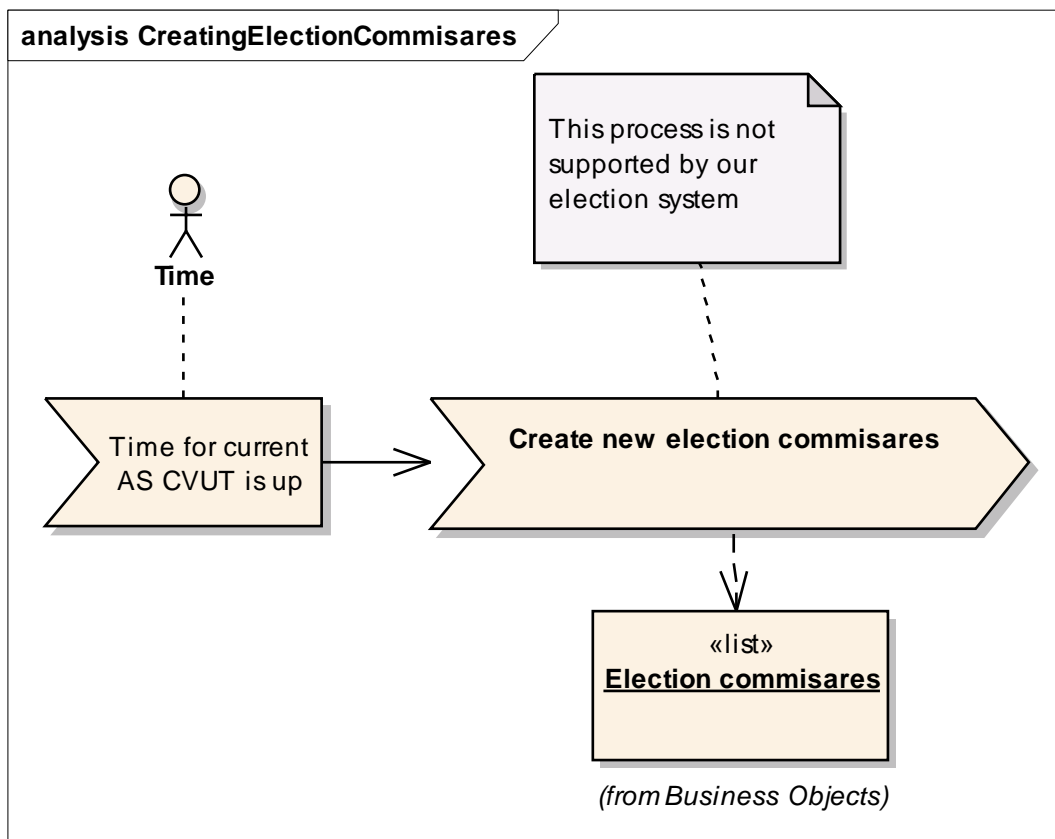 analysis CreatingElectionCommisares
This process is not
supported by our
election system
Time
Time for current
AS CVUT is up
Create new election commisares
«list»
Election commisares
(from Business Objects)